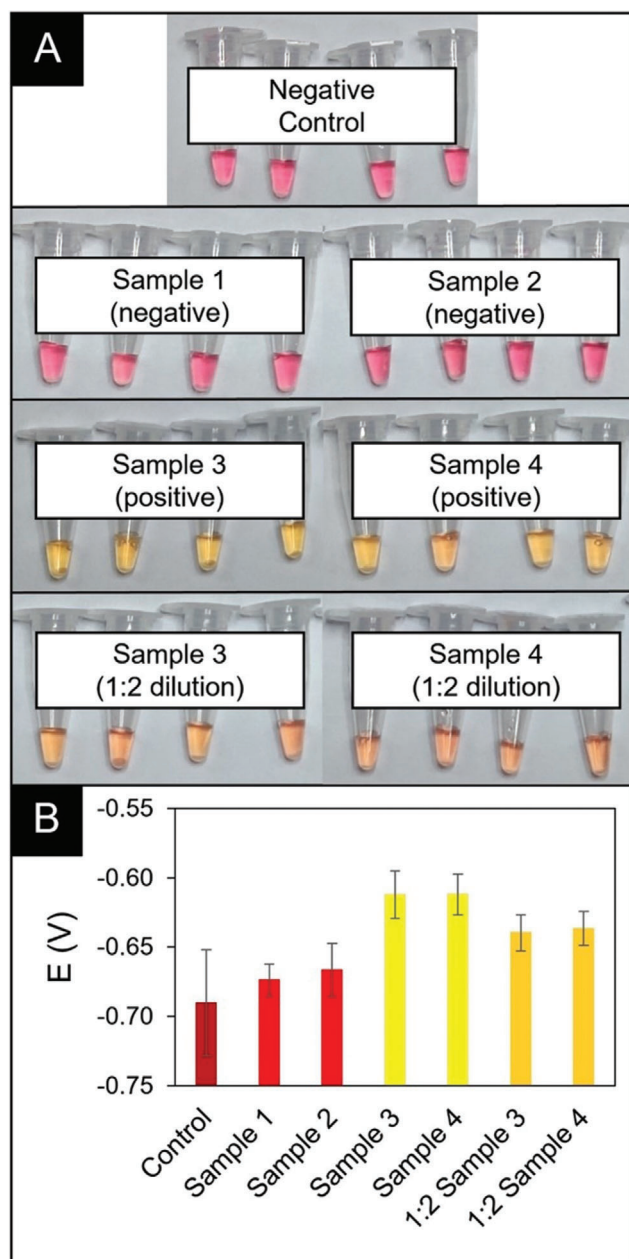 A
Negative
Control
Sample 1
(negative)
Sample 2
(negative)
Sample 3
(positive)
Sample 4
(positive)
Sample 3
(1:2 dilution)
Sample 4
(1:2 dilution)
B
-0.55
-0.60
-0.65
-0.70
-0.75
E (V)
Control
Sample 1
Sample 2
Sample 3
Sample 4
1:2 Sample 3
1:2 Sample 4